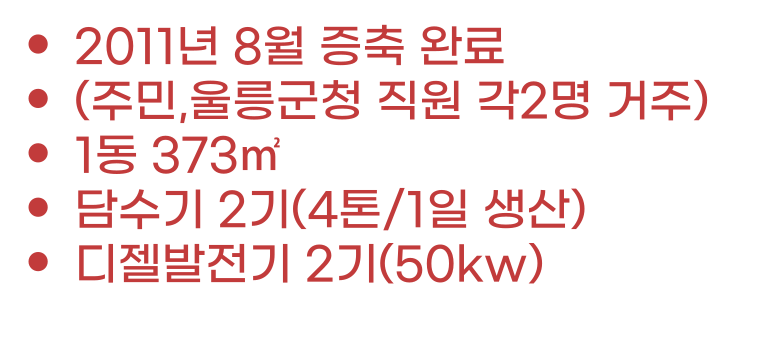 • 2011년 8월 증축 완료
• (주민,울릉군청 직원 각2명 거주)
• 1동 373㎡
• 담수기 2기(4톤/1일 생산)
• 디젤발전기 2기(50kw)